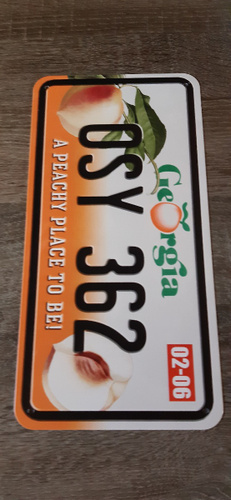 Georgia
02-06
OSY 362
A PEACHY PLACE TO BE!